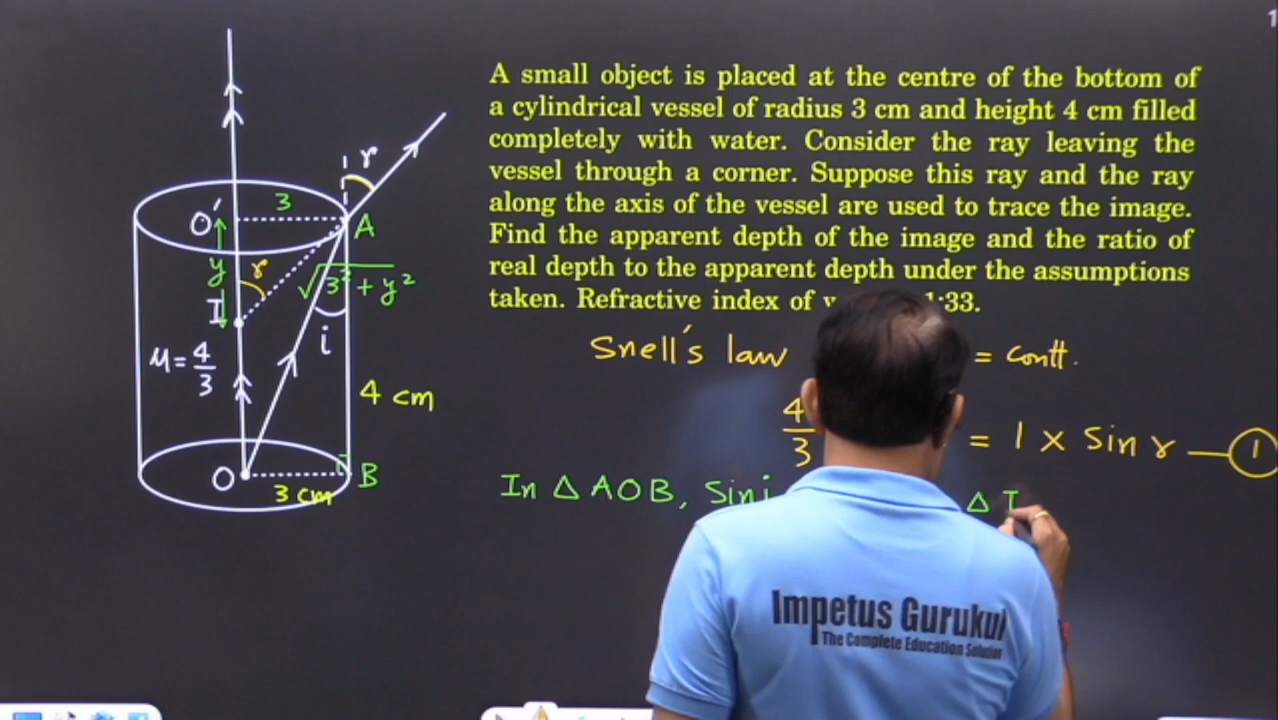 1
A small object is placed at the centre of the bottom of
a cylindrical vessel of radius 3 cm and height 4 cm filled
completely with water. Consider the ray leaving the
vessel through a corner. Suppose this ray and the ray
along the axis of the vessel are used to trace the image.
Find the apparent depth of the image and the ratio of
real depth to the apparent depth under the assumptions
taken. Refractive index of 1·33.
Snell's law = contt.
4/3 = 1 × sin r — ①
In △ AOB, Sin i △ I
r
O' 3 A
y r √3² + y²
I
i
μ = 4/3
4 cm
O B
3 cm
Impetus Gurukul
The Complete Education Solution